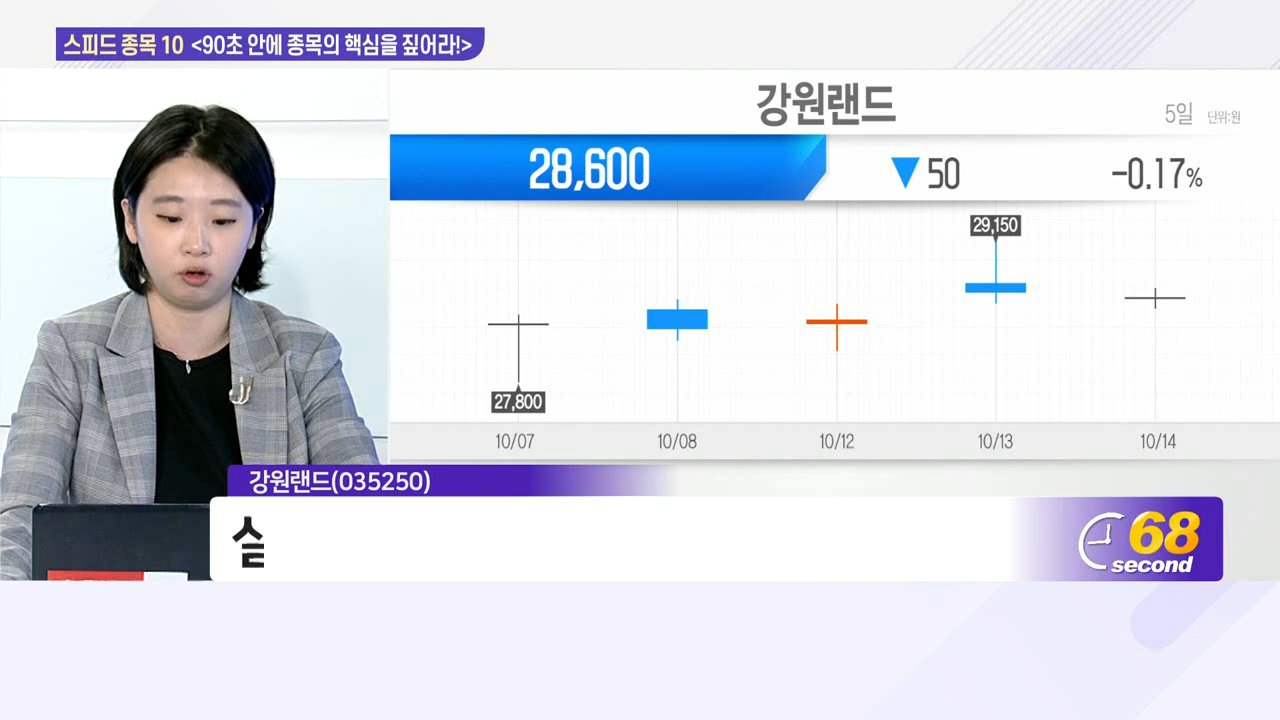 스피드 종목 10 <90초 안에 종목의 핵심을 짚어라!>
강원랜드
5일 단위:원
28,600 ▼50 -0.17%
29,150
27,800
10/07 10/08 10/12 10/13 10/14
강원랜드(035250)
68
second